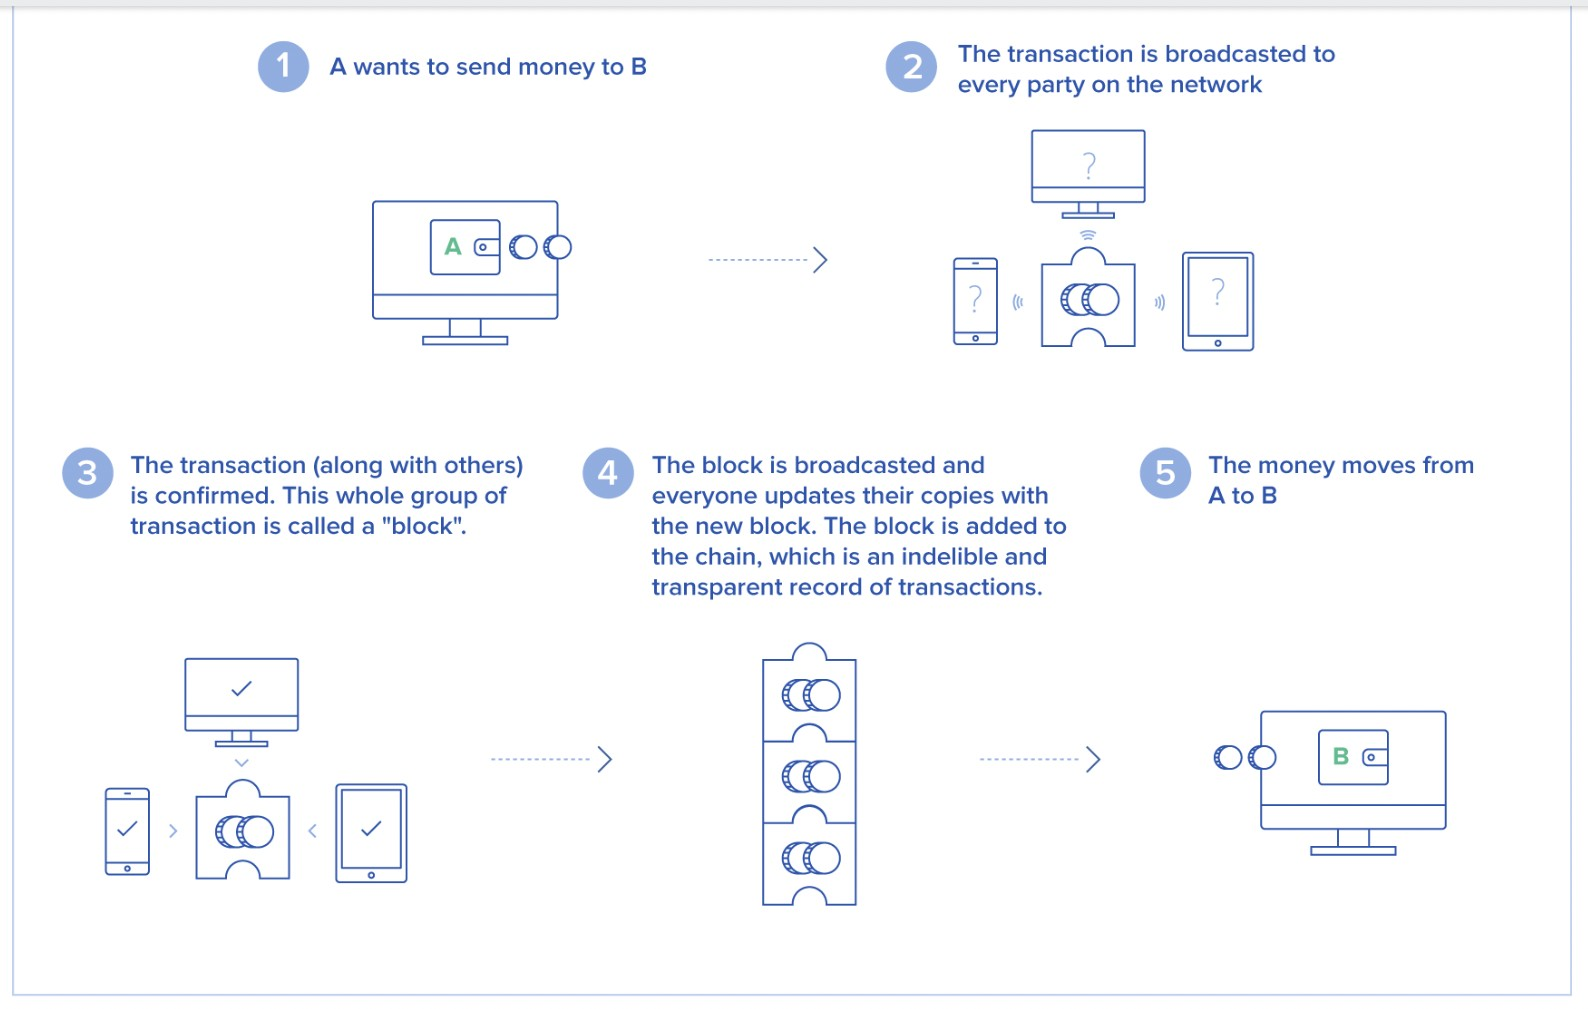 1
A wants to send money to B
2
The transaction is broadcasted to
every party on the network
?
?
?
A
3
The transaction (along with others)
is confirmed. This whole group of
transaction is called a "block".
4
The block is broadcasted and
everyone updates their copies with
the new block. The block is added to
the chain, which is an indelible and
transparent record of transactions.
5
The money moves from
A to B
B